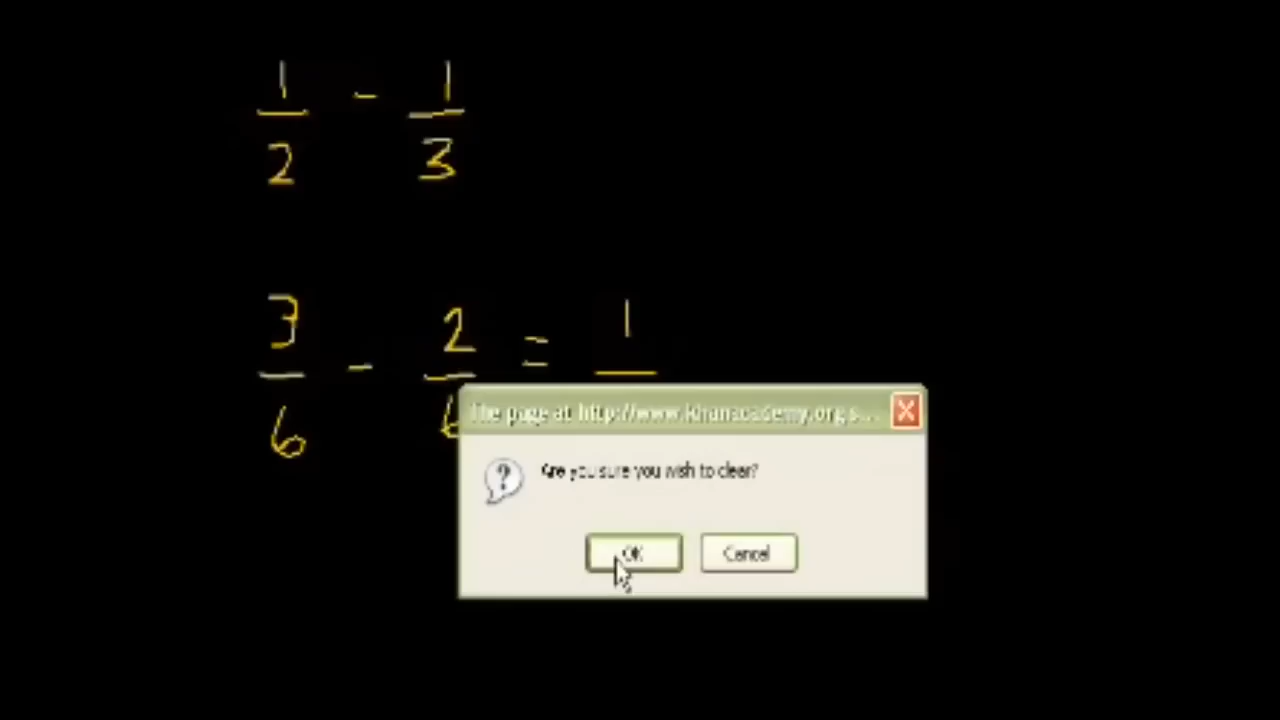 1/2 - 1/3
3/6 - 2/6 = 1
The page at http://www.khanacademy.org s...
Are you sure you wish to clear?
OK Cancel